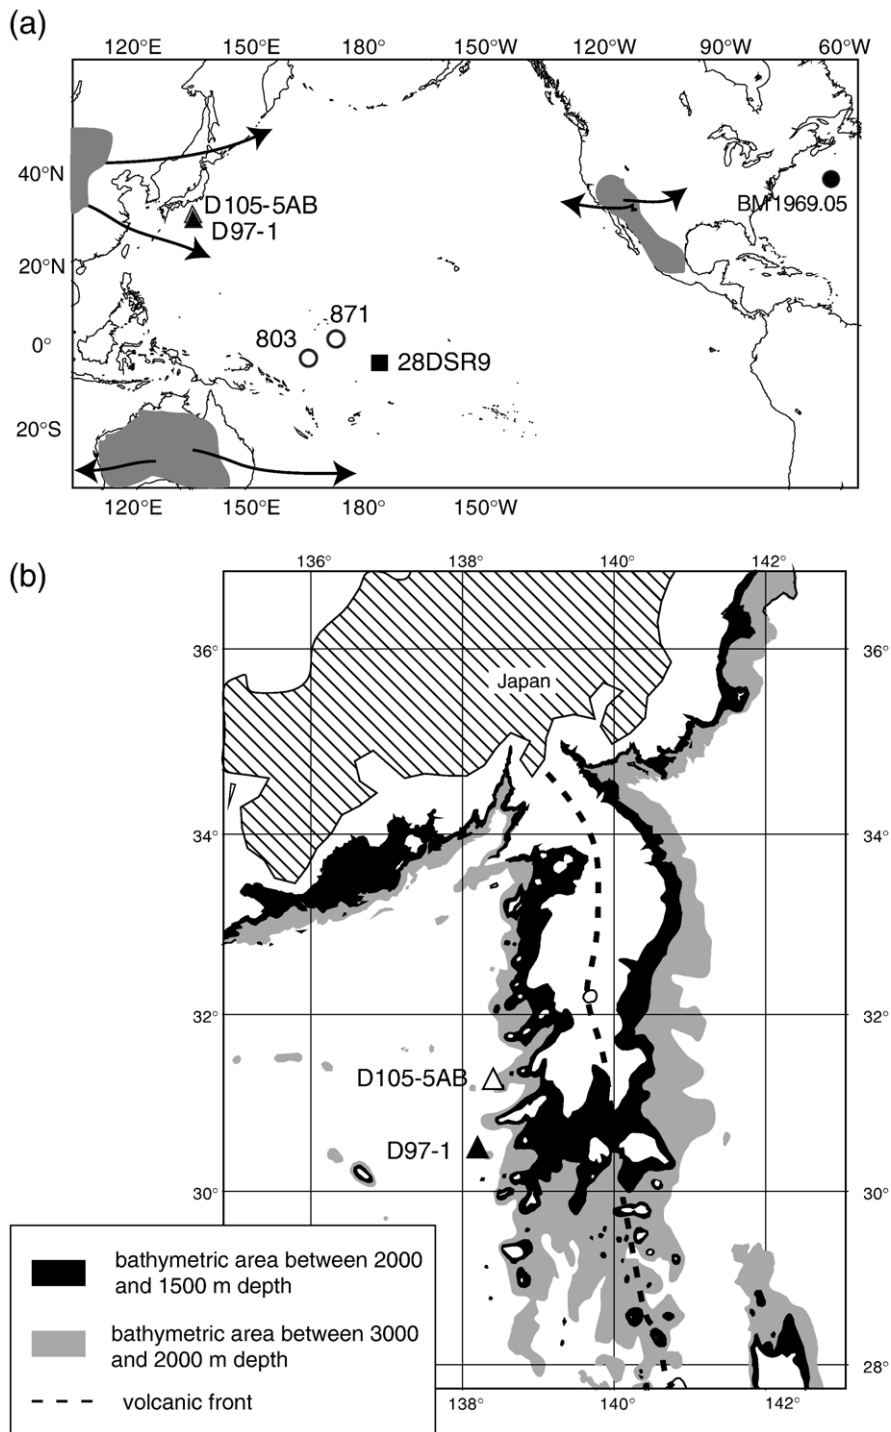 (a)
120°E 150°E 180° 150°W 120°W 90°W 60°W
40°N
D105-5AB
D97-1
BM1969.05
20°N
871
803
0°
28DSR9
20°S
120°E 150°E 180° 150°W
(b)
136° 138° 140° 142°
36° 36°
Japan
34° 34°
32° 32°
D105-5AB
D97-1
30° 30°
bathymetric area between 2000
and 1500 m depth
bathymetric area between 3000
and 2000 m depth
28°
volcanic front
138° 140° 142°